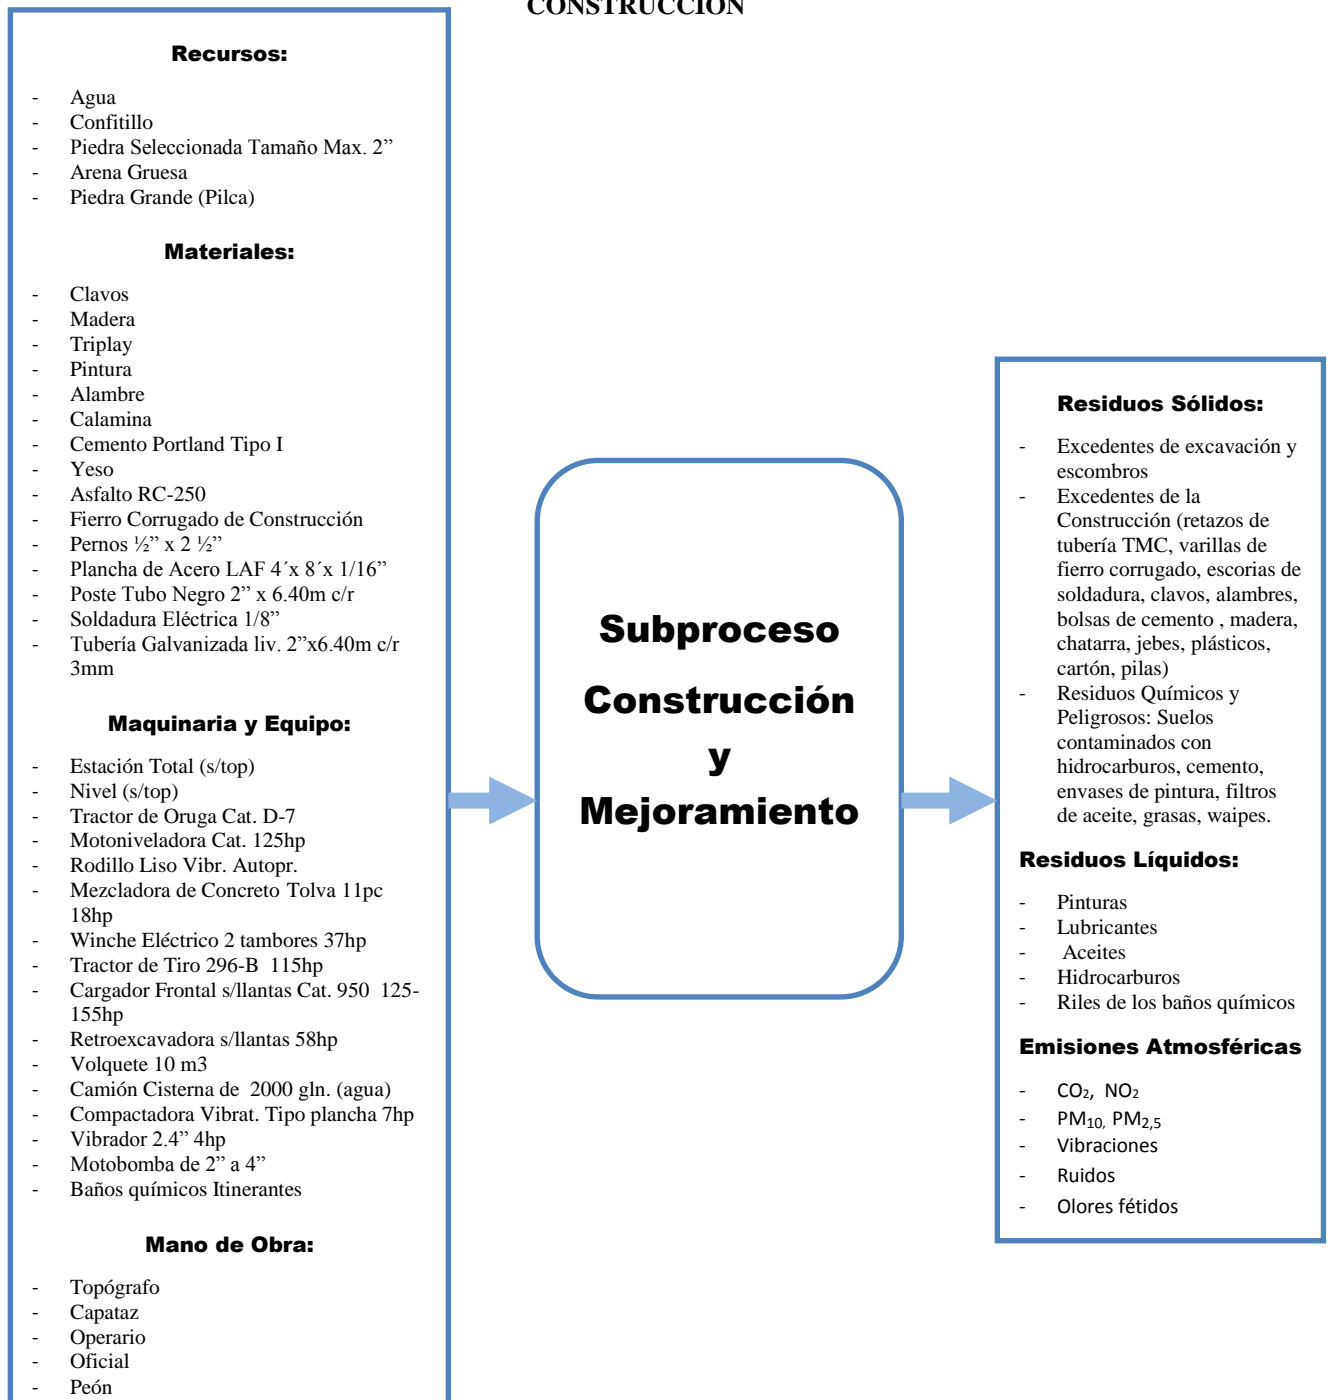 CONSTRUCCIÓN
Recursos:
- Agua
- Confitillo
- Piedra Seleccionada Tamaño Max. 2”
- Arena Gruesa
- Piedra Grande (Pilca)
Materiales:
- Clavos
- Madera
- Triplay
- Pintura
- Alambre
- Calamina
- Cemento Portland Tipo I
- Yeso
- Asfalto RC-250
- Fierro Corrugado de Construcción
- Pernos ½” x 2 ½”
- Plancha de Acero LAF 4´x 8´x 1/16”
- Poste Tubo Negro 2” x 6.40m c/r
- Soldadura Eléctrica 1/8”
- Tubería Galvanizada liv. 2”x6.40m c/r
3mm
Maquinaria y Equipo:
- Estación Total (s/top)
- Nivel (s/top)
- Tractor de Oruga Cat. D-7
- Motoniveladora Cat. 125hp
- Rodillo Liso Vibr. Autopr.
- Mezcladora de Concreto Tolva 11pc
18hp
- Winche Eléctrico 2 tambores 37hp
- Tractor de Tiro 296-B 115hp
- Cargador Frontal s/llantas Cat. 950 125-
155hp
- Retroexcavadora s/llantas 58hp
- Volquete 10 m3
- Camión Cisterna de 2000 gln. (agua)
- Compactadora Vibrat. Tipo plancha 7hp
- Vibrador 2.4” 4hp
- Motobomba de 2” a 4”
- Baños químicos Itinerantes
Mano de Obra:
- Topógrafo
- Capataz
- Operario
- Oficial
- Peón
Subproceso
Construcción
y
Mejoramiento
Residuos Sólidos:
- Excedentes de excavación y
escombros
- Excedentes de la
Construcción (retazos de
tubería TMC, varillas de
fierro corrugado, escorias de
soldadura, clavos, alambres,
bolsas de cemento , madera,
chatarra, jebes, plásticos,
cartón, pilas)
- Residuos Químicos y
Peligrosos: Suelos
contaminados con
hidrocarburos, cemento,
envases de pintura, filtros
de aceite, grasas, waipes.
Residuos Líquidos:
- Pinturas
- Lubricantes
- Aceites
- Hidrocarburos
- Riles de los baños químicos
Emisiones Atmosféricas
- CO₂, NO₂
- PM₁₀, PM₂,₅
- Vibraciones
- Ruidos
- Olores fétidos